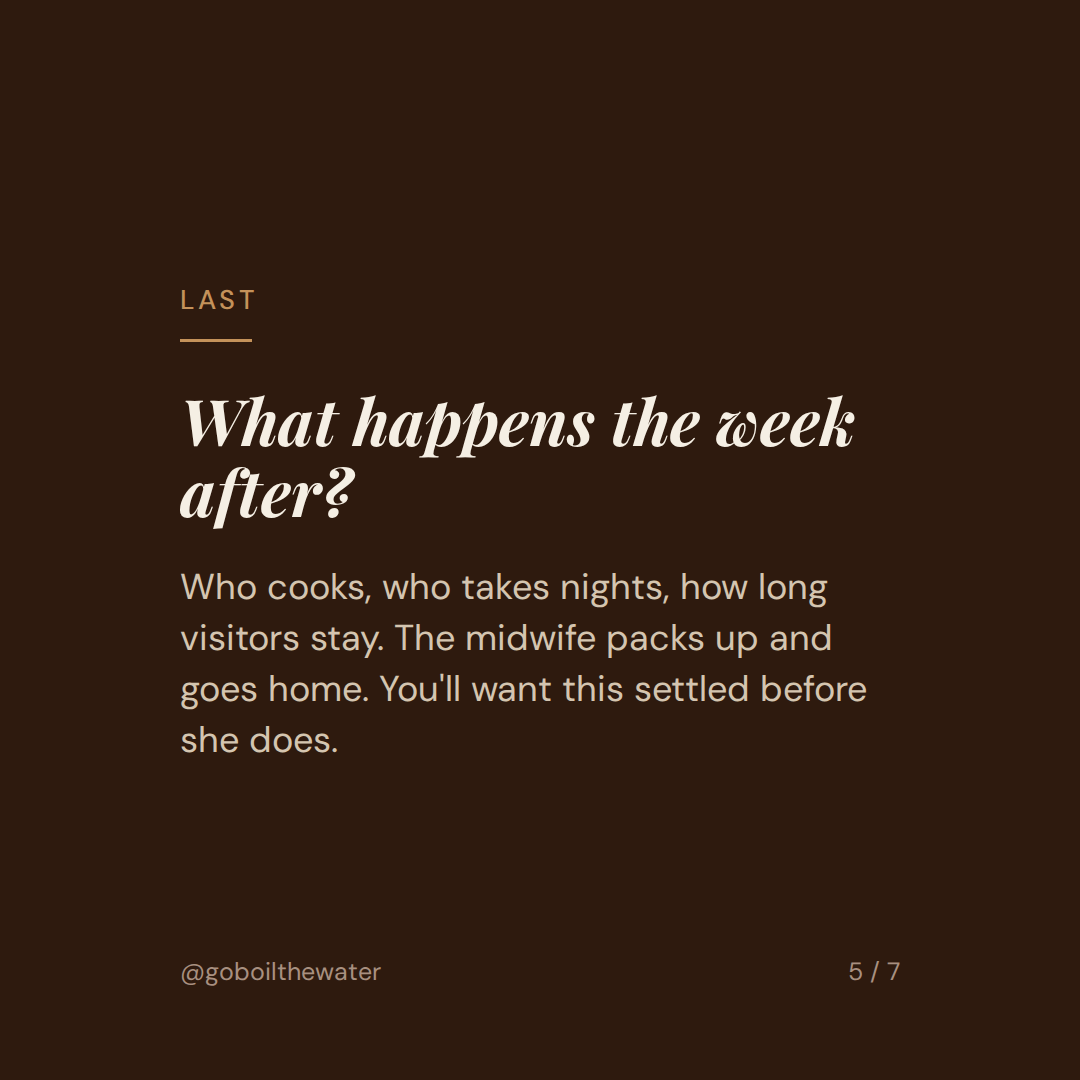 LAST
What happens the week
after?
Who cooks, who takes nights, how long
visitors stay. The midwife packs up and
goes home. You'll want this settled before
she does.
@goboilthewater
5 / 7